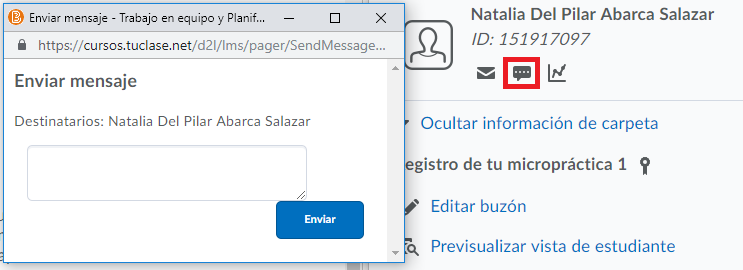 Enviar mensaje - Trabajo en equipo y Planif...
https://cursos.tuclase.net/d2l/lms/pager/SendMessage...
Enviar mensaje
Destinatarios: Natalia Del Pilar Abarca Salazar
Enviar
Natalia Del Pilar Abarca Salazar
ID: 151917097
Ocultar información de carpeta
egistro de tu micropráctica 1
Editar buzón
Previsualizar vista de estudiante